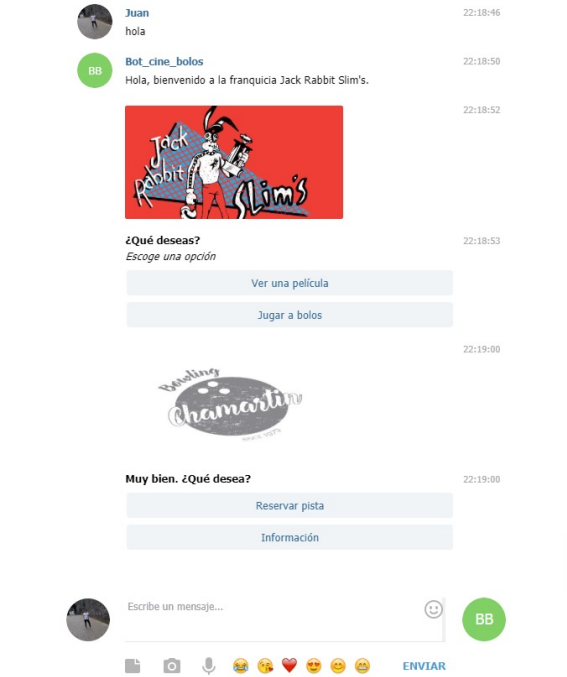 Juan 22:18:46
hola
Bot_cine_bolos 22:18:50
BB
Hola, bienvenido a la franquicia Jack Rabbit Slim's.
22:18:52
Jack
Rabbit
Slim's
¿Qué deseas? 22:18:53
Escoge una opción
Ver una película
Jugar a bolos
22:19:00
Bowling
Chamartín
SINCE 1979
Muy bien. ¿Qué desea? 22:19:00
Reservar pista
Información
Escribe un mensaje...
BB
ENVIAR